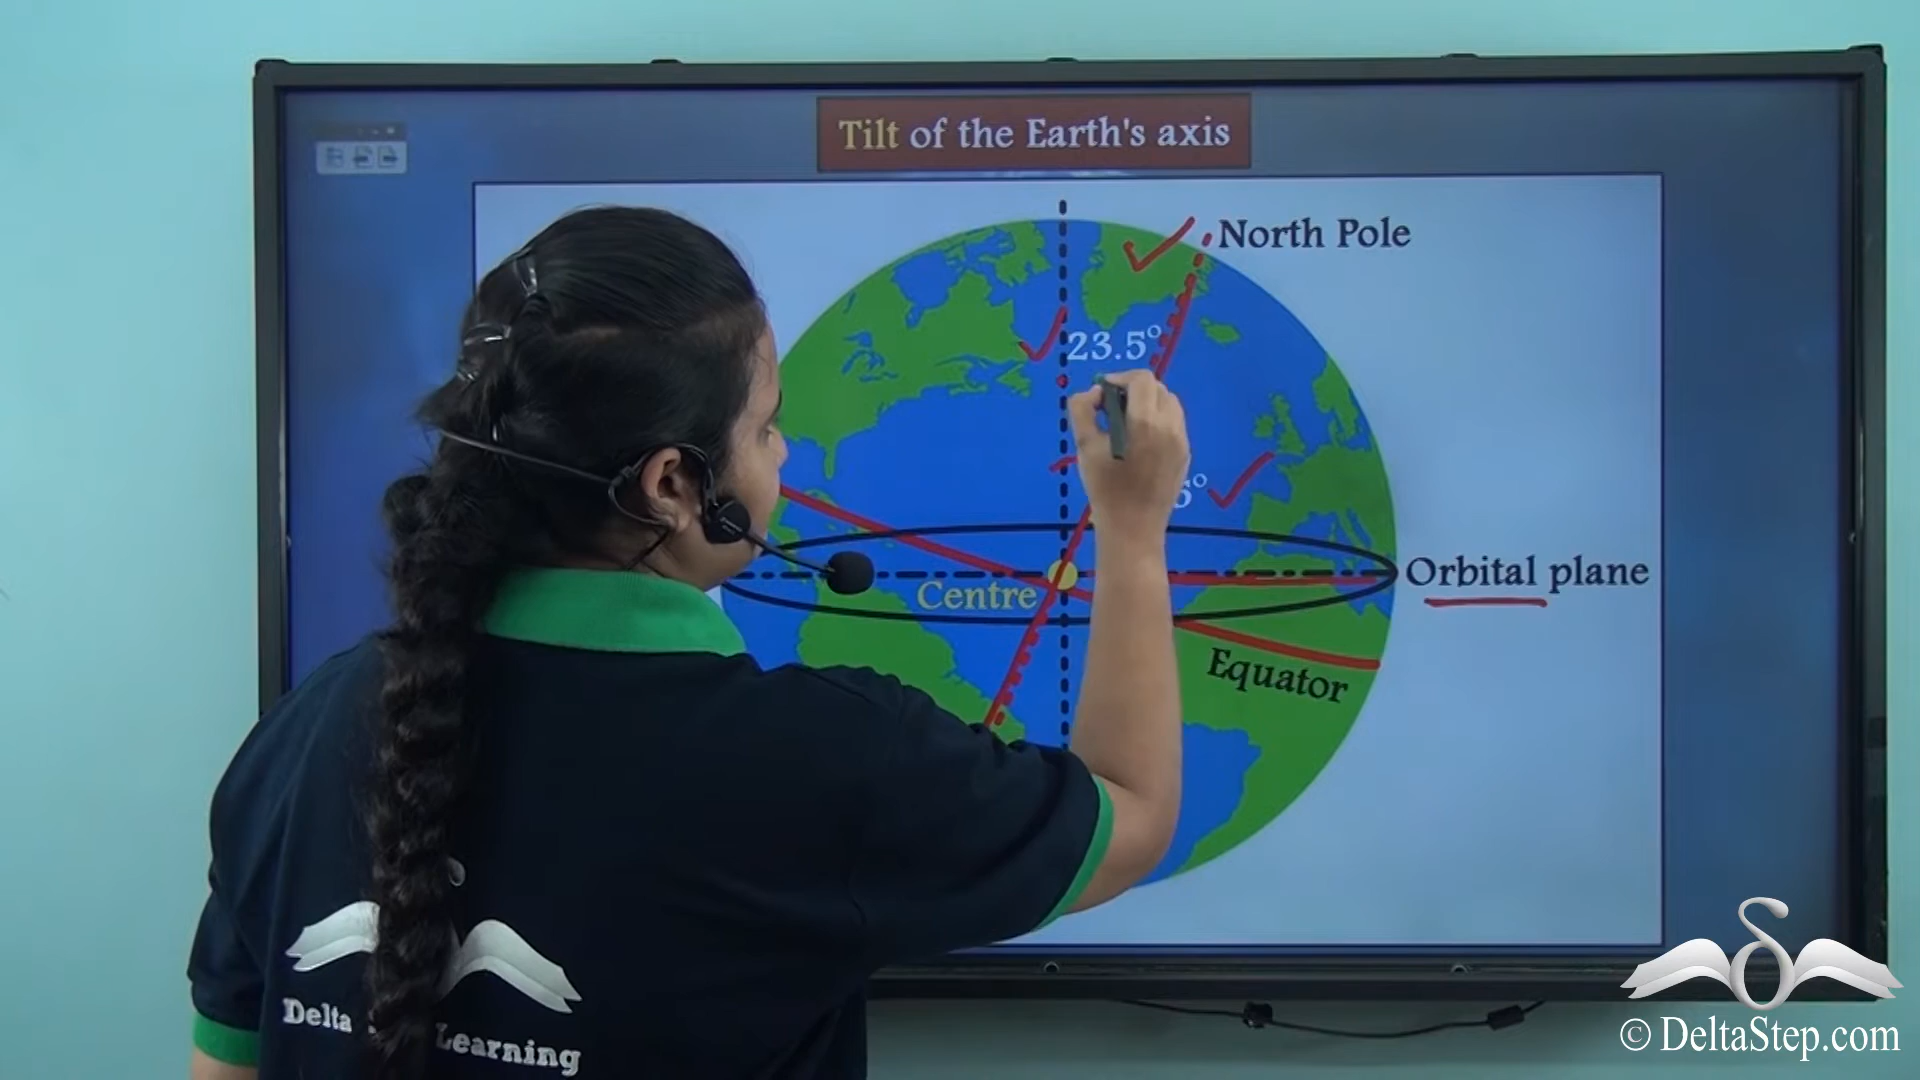 Tilt of the Earth's axis
North Pole
23.5°
Orbital plane
Centre
Equator
Delta
Learning
© DeltaStep.com